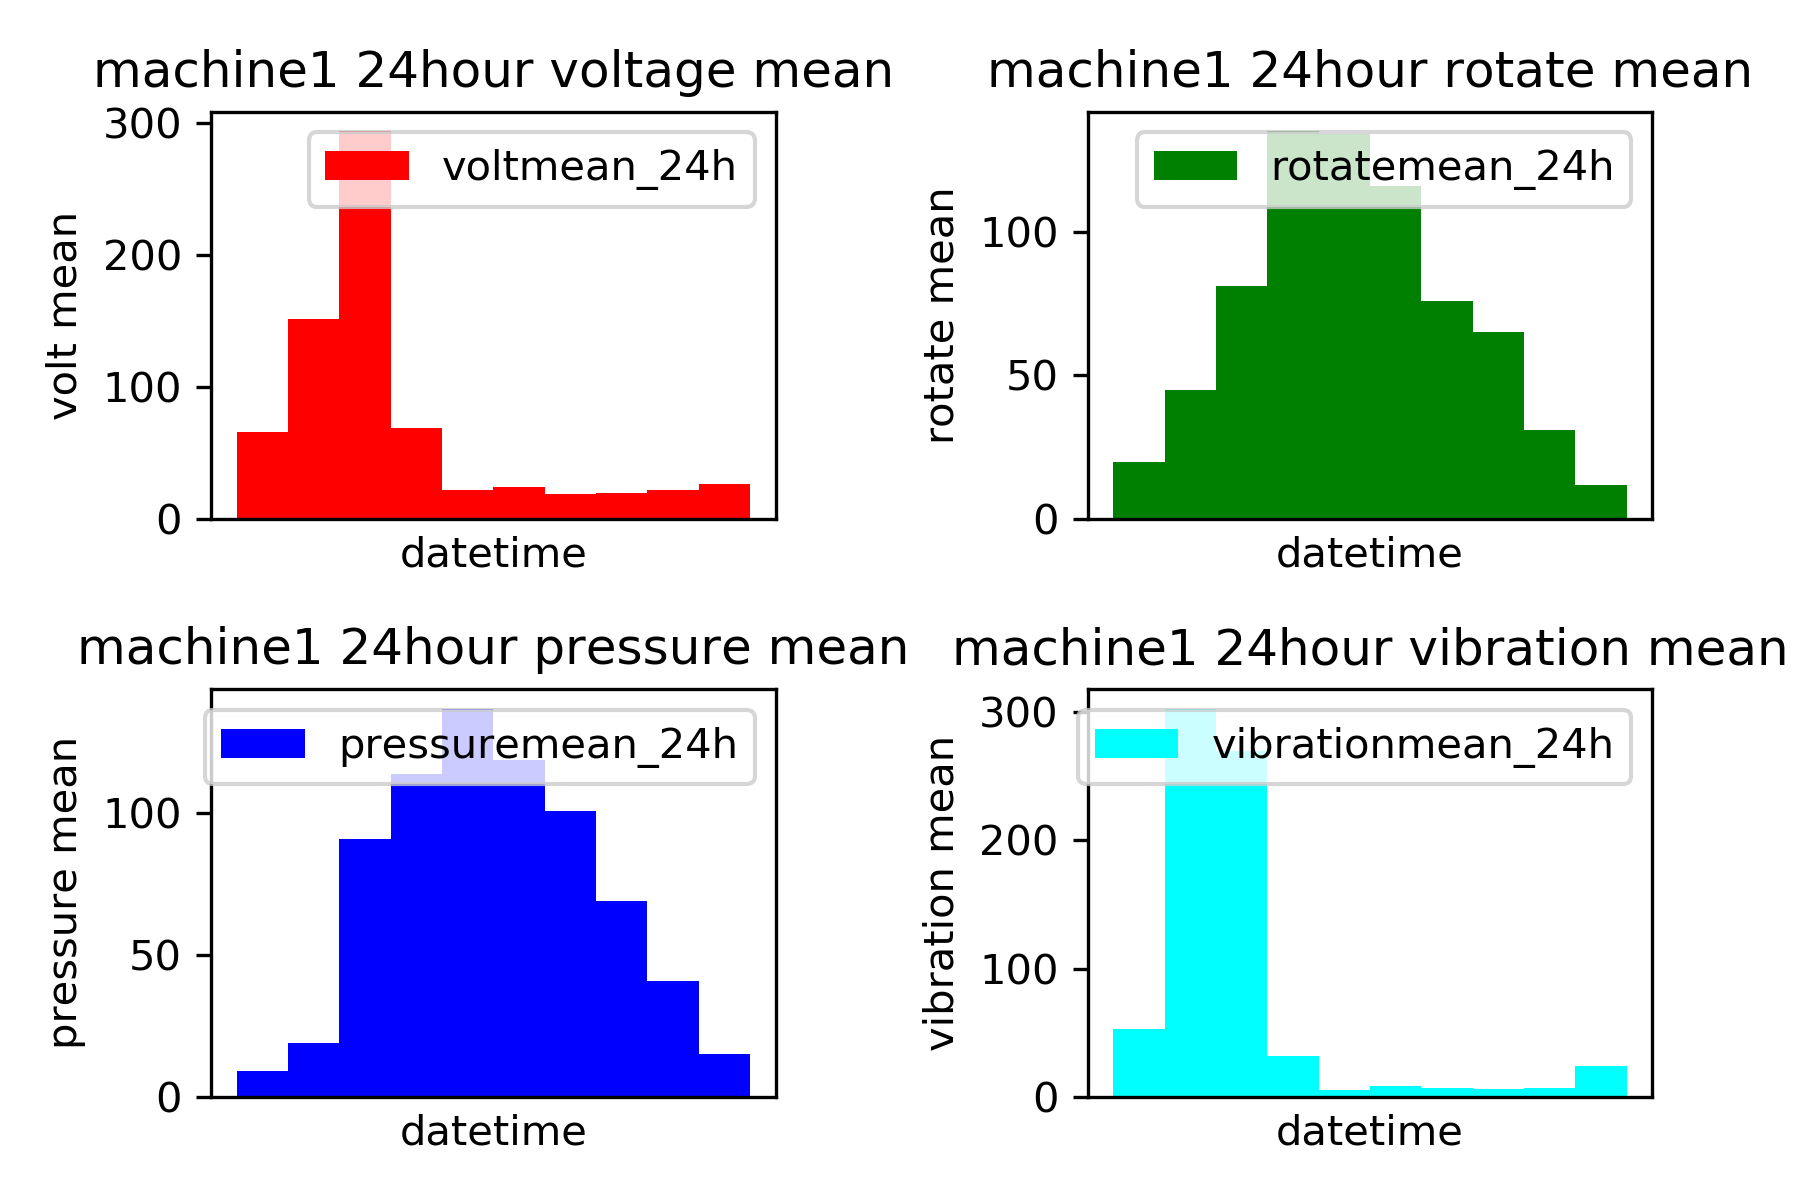 machine1 24hour voltage mean
300
200
100
0
volt mean
voltmean_24h
datetime
machine1 24hour rotate mean
100
50
0
rotate mean
rotatemean_24h
datetime
machine1 24hour pressure mean
100
50
0
pressure mean
pressuremean_24h
datetime
machine1 24hour vibration mean
300
200
100
0
vibration mean
vibrationmean_24h
datetime